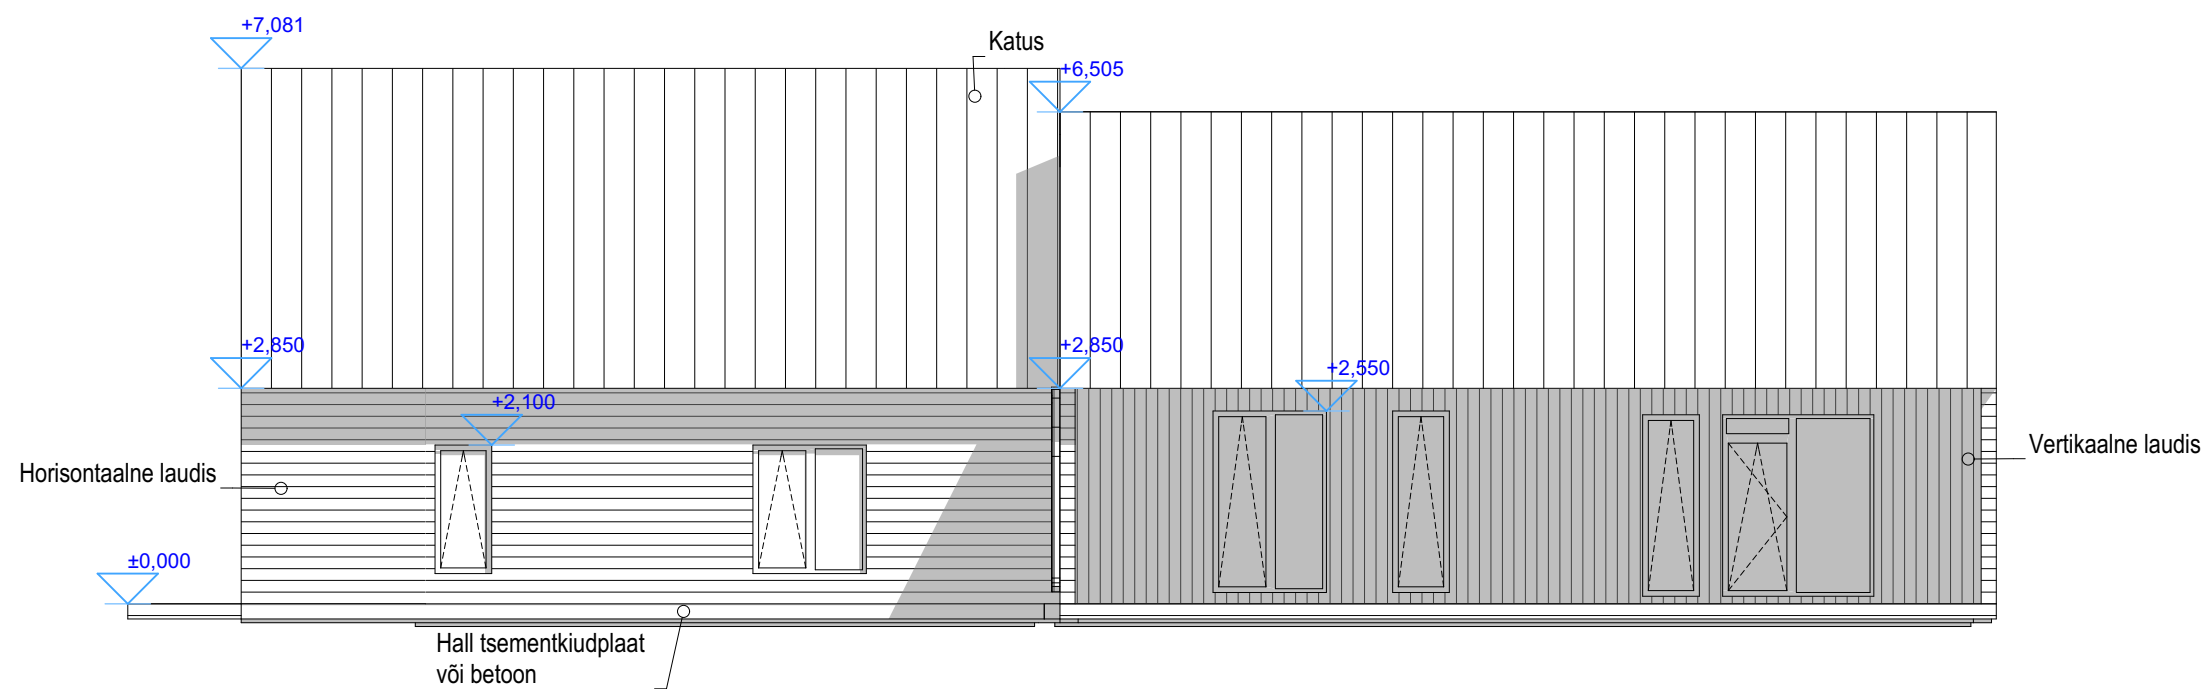 +7,081
Katus
+6,505
+2,850
+2,850
+2,550
+2,100
Horisontaalne laudis
Vertikaalne laudis
±0,000
Hall tsementkiudplaat
või betoon